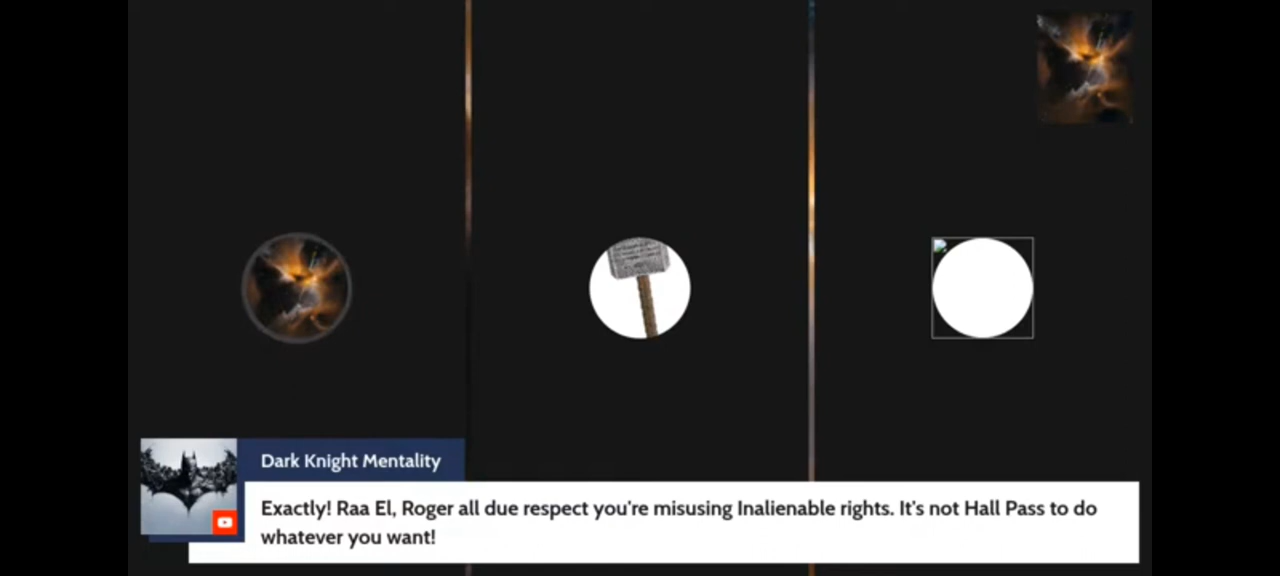 Dark Knight Mentality
Exactly! Raa El, Roger all due respect you're misusing Inalienable rights. It's not Hall Pass to do
whatever you want!